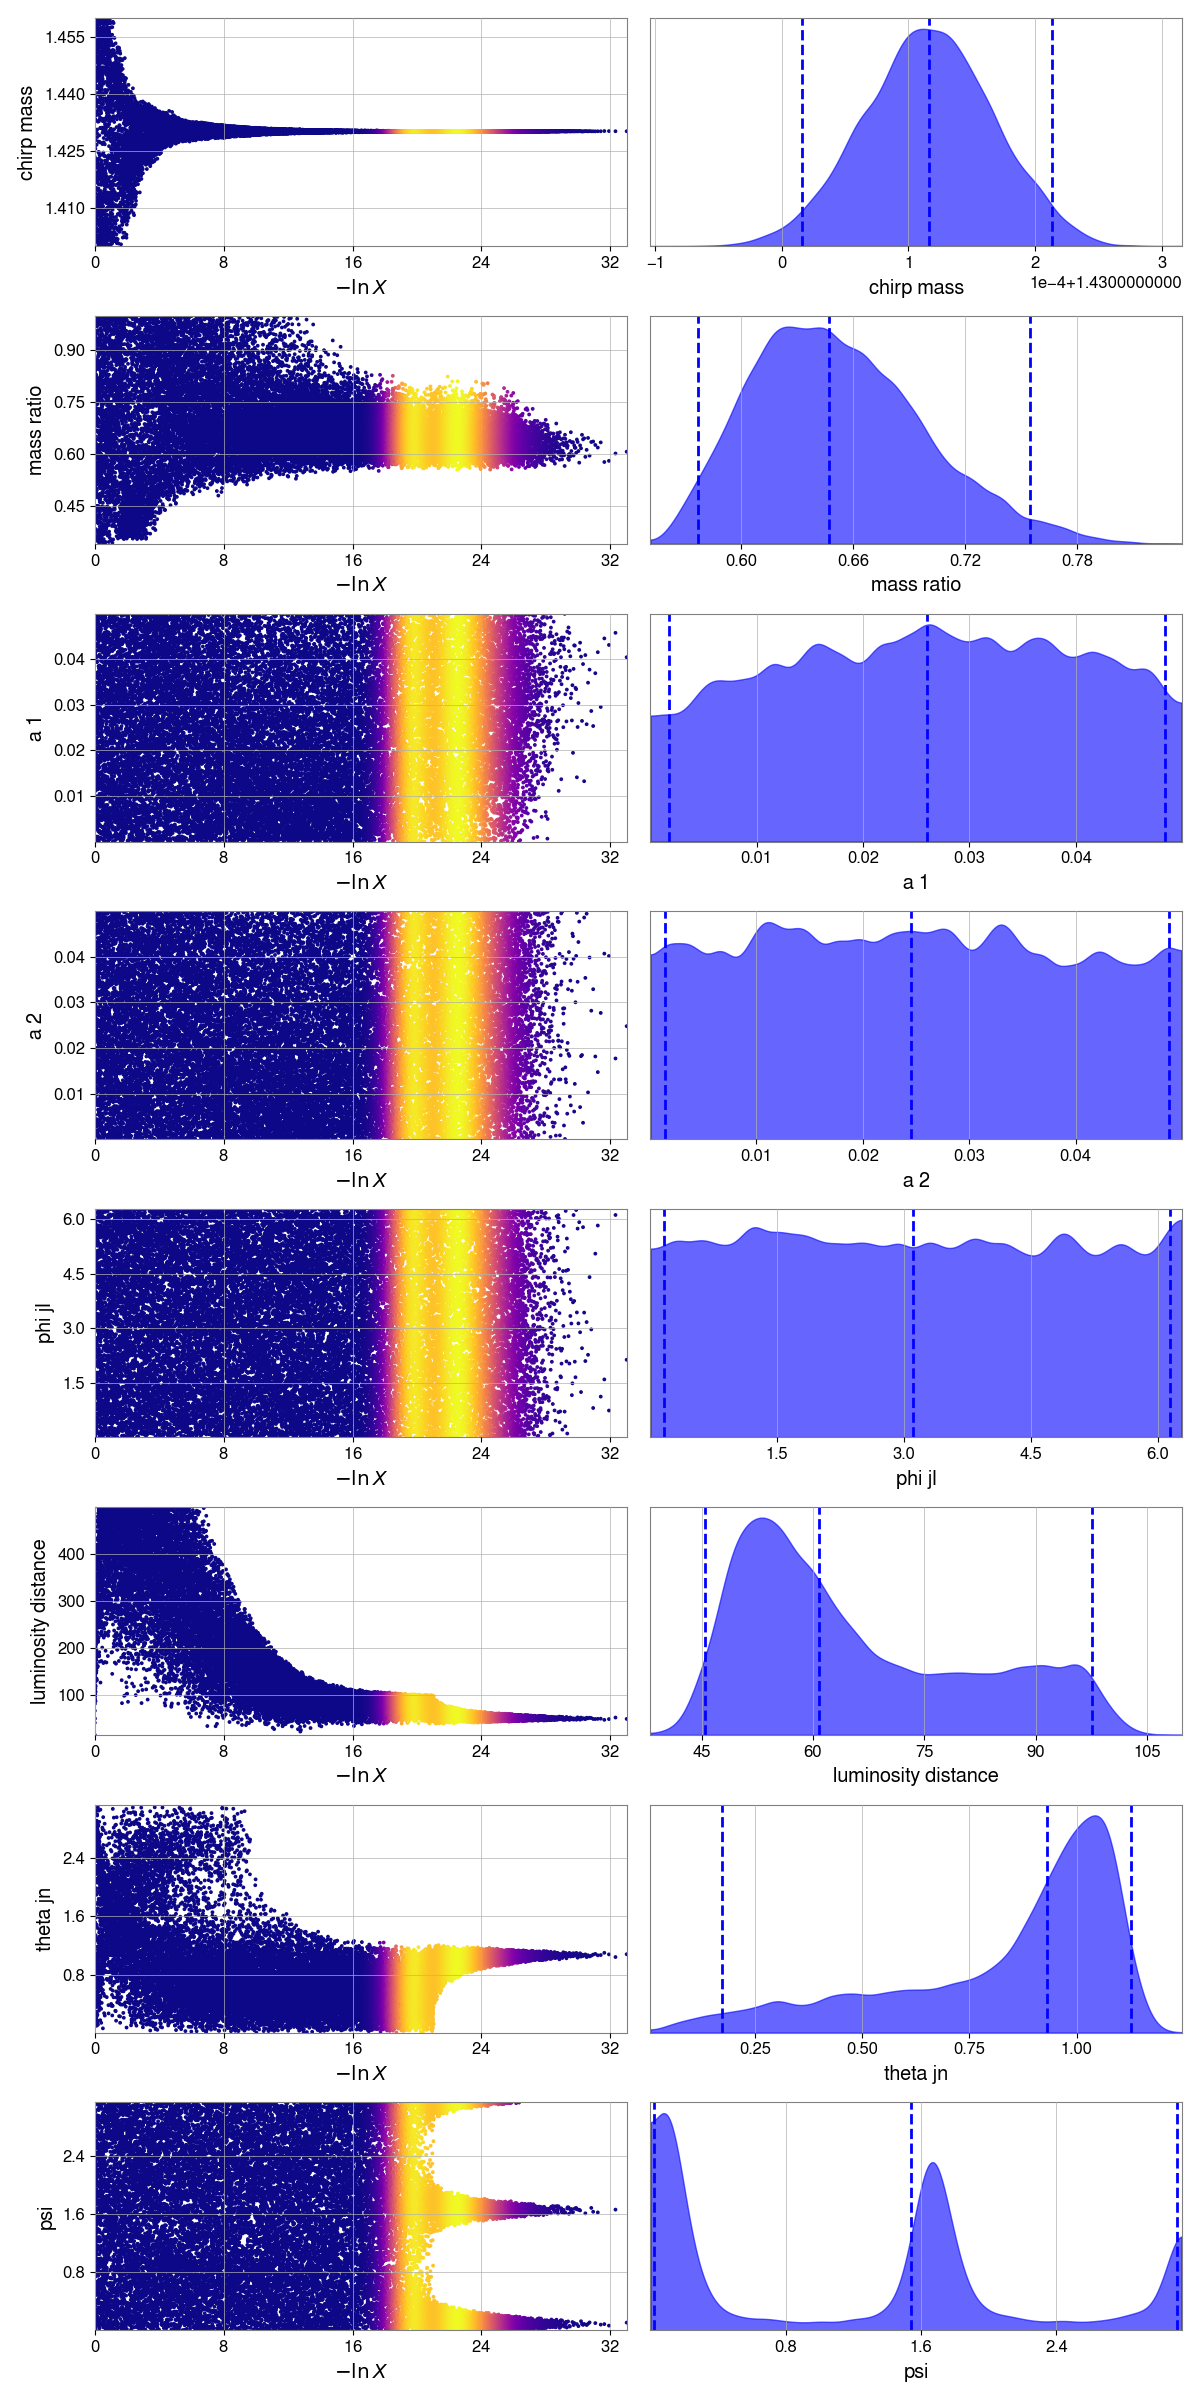 1.455
1.440
1.425
1.410
chirp mass
0 8 16 24 32
−ln X
−1 0 1 2 3
chirp mass
1e−4+1.4300000000
0.90
0.75
0.60
0.45
mass ratio
0 8 16 24 32
−ln X
0.60 0.66 0.72 0.78
mass ratio
0.04
0.03
0.02
0.01
a 1
0 8 16 24 32
−ln X
0.01 0.02 0.03 0.04
a 1
0.04
0.03
0.02
0.01
a 2
0 8 16 24 32
−ln X
0.01 0.02 0.03 0.04
a 2
6.0
4.5
3.0
1.5
phi jl
0 8 16 24 32
−ln X
1.5 3.0 4.5 6.0
phi jl
400
300
200
100
luminosity distance
0 8 16 24 32
−ln X
45 60 75 90 105
luminosity distance
2.4
1.6
0.8
theta jn
0 8 16 24 32
−ln X
0.25 0.50 0.75 1.00
theta jn
2.4
1.6
0.8
psi
0 8 16 24 32
−ln X
0.8 1.6 2.4
psi